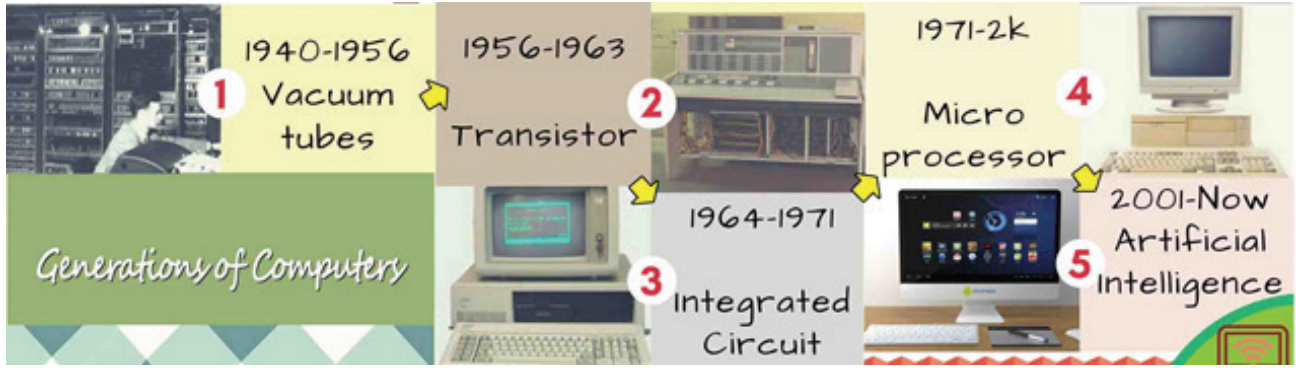 1
1940-1956
Vacuum
tubes
1956-1963
Transistor
2
1964-1971
Integrated
Circuit
3
1971-2k
Micro
processor
4
2001-Now
Artificial
Intelligence
5
Generations of Computers